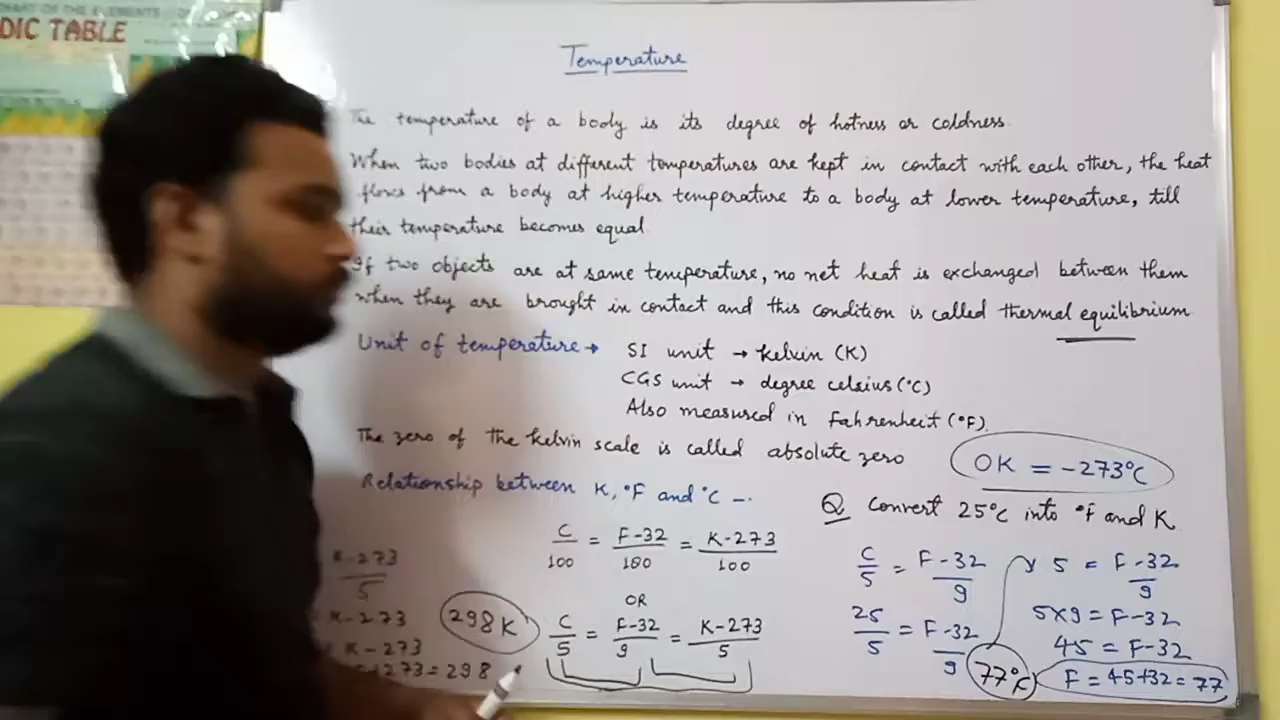 CHART OF THE ELEMENTS
DIC TABLE
Temperature
The temperature of a body is its degree of hotness or coldness.
When two bodies at different temperatures are kept in contact with each other, the heat
flows from a body at higher temperature to a body at lower temperature, till
their temperature becomes equal.
If two objects are at same temperature, no net heat is exchanged between them
when they are brought in contact and this condition is called thermal equilibrium
Unit of temperature → SI unit → kelvin (K)
CGS unit → degree celsius (°C)
Also measured in Fahrenheit (°F).
The zero of the kelvin scale is called absolute zero
0K = -273°C
Relationship between K, °F and °C -.
C/100 = F-32/180 = K-273/100
OR
C/5 = F-32/9 = K-273/5
K-273/5
K-273
K-273
+273 = 298
298 K
Q Convert 25°C into °F and K
C/5 = F-32/9
25/5 = F-32/9
5 = F-32/9
5×9 = F-32
45 = F-32
F = 45+32 = 77
77°F